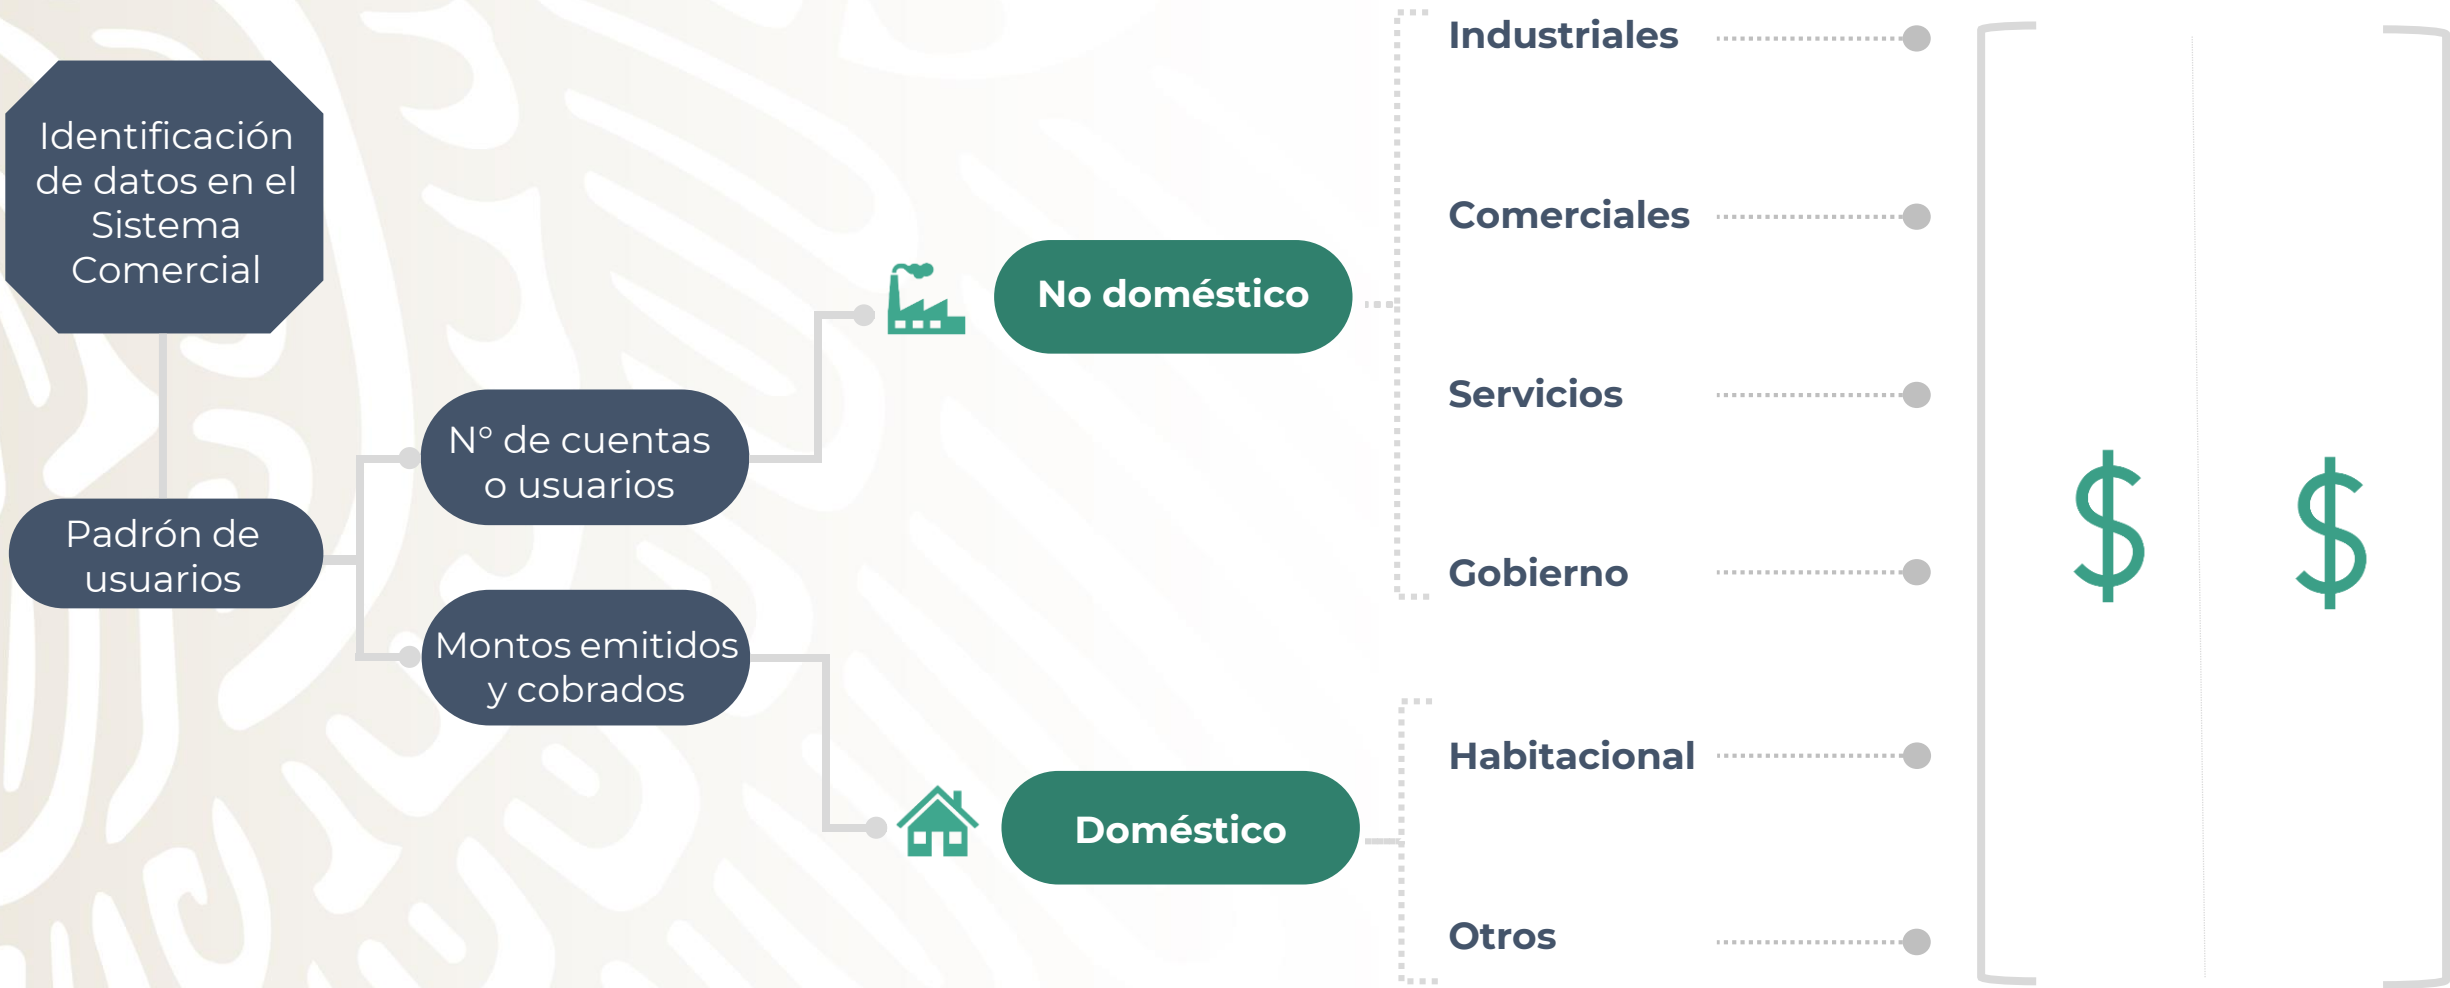 Identificación
de datos en el
Sistema
Comercial
Padrón de
usuarios
N° de cuentas
o usuarios
Montos emitidos
y cobrados
No doméstico
Doméstico
Industriales
Comerciales
Servicios
Gobierno
Habitacional
Otros
$
$